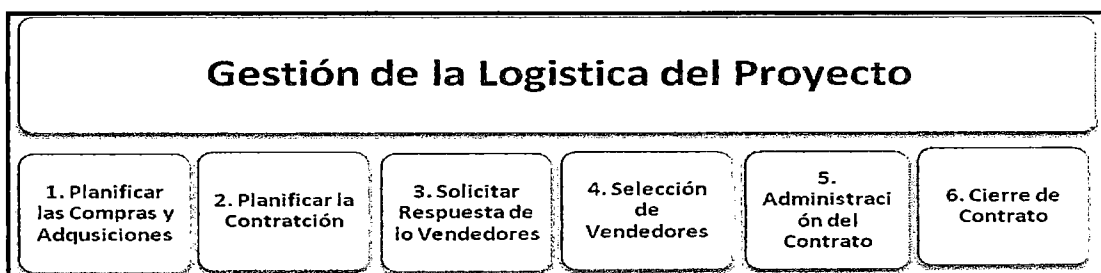 Gestión de la Logistica del Proyecto
1. Planificar
las Compras y
Adqusiciones
2. Planificar la
Contratción
3. Solicitar
Respuesta de
lo Vendedores
4. Selección
de
Vendedores
5.
Administraci
ón del
Contrato
6. Cierre de
Contrato